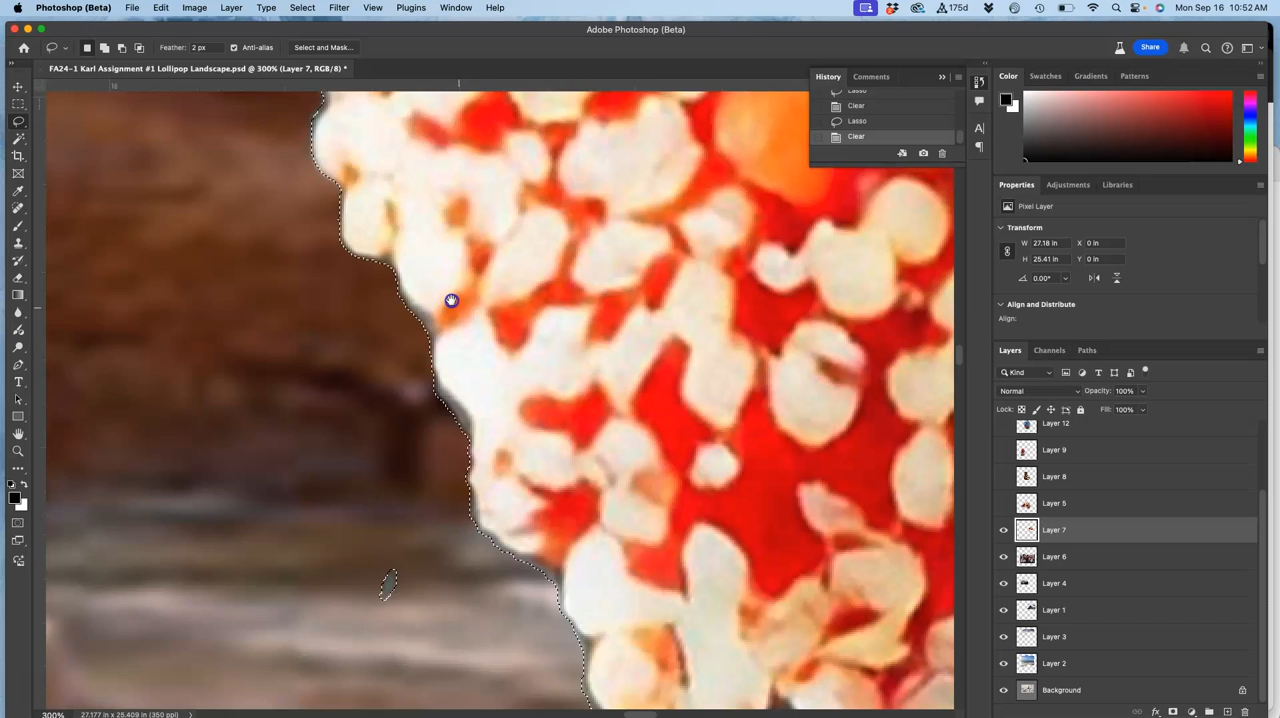 Photoshop (Beta) File Edit Image Layer Type Select Filter View Plugins Window Help 175d Mon Sep 16 10:52 AM
Adobe Photoshop (Beta)
Feather: 2 px Anti-alias Select and Mask... Share
FA24-1 Karl Assignment #1 Lollipop Landscape.psd @ 300% (Layer 7, RGB/8) *
History Comments
Color Swatches Gradients Patterns
18
Lasso
Clear
Lasso
Clear
Properties Adjustments Libraries
Pixel Layer
Transform
W 27.18 in X 0 in
H 25.41 in Y 0 in
0.00°
Align and Distribute
Align:
Layers Channels Paths
Kind
Normal Opacity: 100%
Lock: Fill: 100%
Layer 12
Layer 9
Layer 8
Layer 5
Layer 7
Layer 6
Layer 4
Layer 1
Layer 3
Layer 2
Background
300% 27.177 in x 25.409 in (350 ppi)